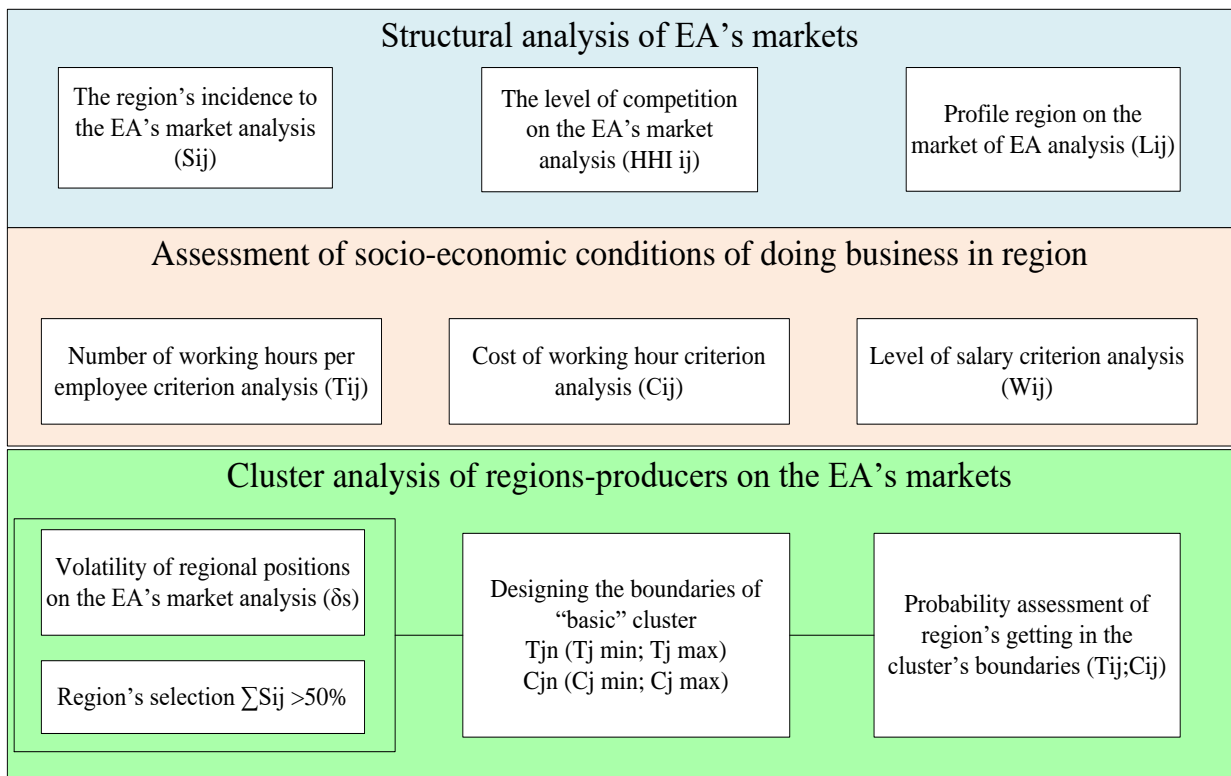 Structural analysis of EA’s markets
The region’s incidence to
the EA’s market analysis
(Sij)
The level of competition
on the EA’s market
analysis (HHI ij)
Profile region on the
market of EA analysis (Lij)
Assessment of socio-economic conditions of doing business in region
Number of working hours per
employee criterion analysis (Tij)
Cost of working hour criterion
analysis (Cij)
Level of salary criterion analysis
(Wij)
Cluster analysis of regions-producers on the EA’s markets
Volatility of regional positions
on the EA’s market analysis (δs)
Region’s selection ∑Sij >50%
Designing the boundaries of
“basic” cluster
Tjn (Tj min; Tj max)
Cjn (Cj min; Cj max)
Probability assessment of
region’s getting in the
cluster’s boundaries (Tij;Cij)